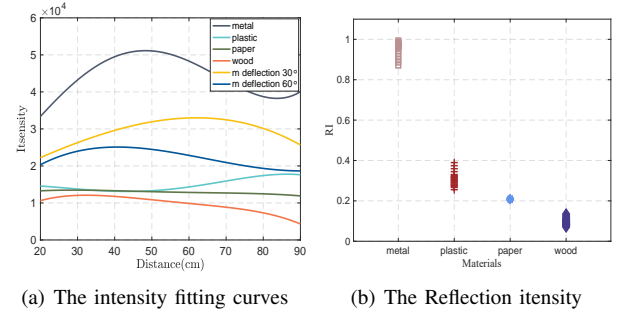 6 ×10⁴
5
4
3
2
1
0
Itsensity
20 30 40 50 60 70 80 90
Distance(cm)
metal
plastic
paper
wood
m deflection 30°
m deflection 60°
1
0.8
0.6
0.4
0.2
0
RI
metal plastic paper wood
Materials
(a) The intensity fitting curves
(b) The Reflection itensity